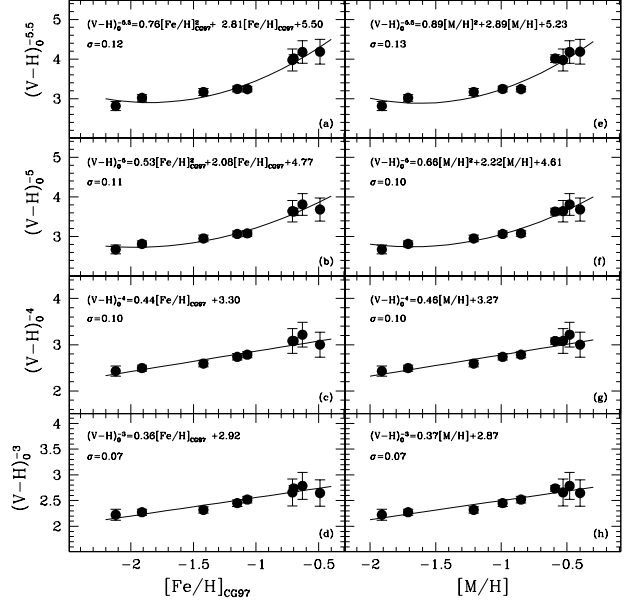 (V−H)₀^−5.5=0.76[Fe/H]²_CG97+ 2.81[Fe/H]_CG97+5.50
(V−H)₀^−5.5=0.89[M/H]²+2.89[M/H]+5.23
σ=0.12
σ=0.13
5
4
3
(V−H)₀^−5.5
(a)
(e)
(V−H)₀^−5=0.53[Fe/H]²_CG97+2.08[Fe/H]_CG97+4.77
(V−H)₀^−5=0.66[M/H]²+2.22[M/H]+4.61
σ=0.11
σ=0.10
5
4
3
(V−H)₀^−5
(b)
(f)
(V−H)₀^−4=0.44[Fe/H]_CG97 +3.30
(V−H)₀^−4=0.46[M/H]+3.27
σ=0.10
σ=0.10
4
3
2
(V−H)₀^−4
(c)
(g)
(V−H)₀^−3=0.36[Fe/H]_CG97 +2.92
(V−H)₀^−3=0.37[M/H]+2.87
σ=0.07
σ=0.07
3.5
3
2.5
2
(V−H)₀^−3
(d)
(h)
−2 −1.5 −1 −0.5
−2 −1.5 −1 −0.5
[Fe/H]_CG97
[M/H]